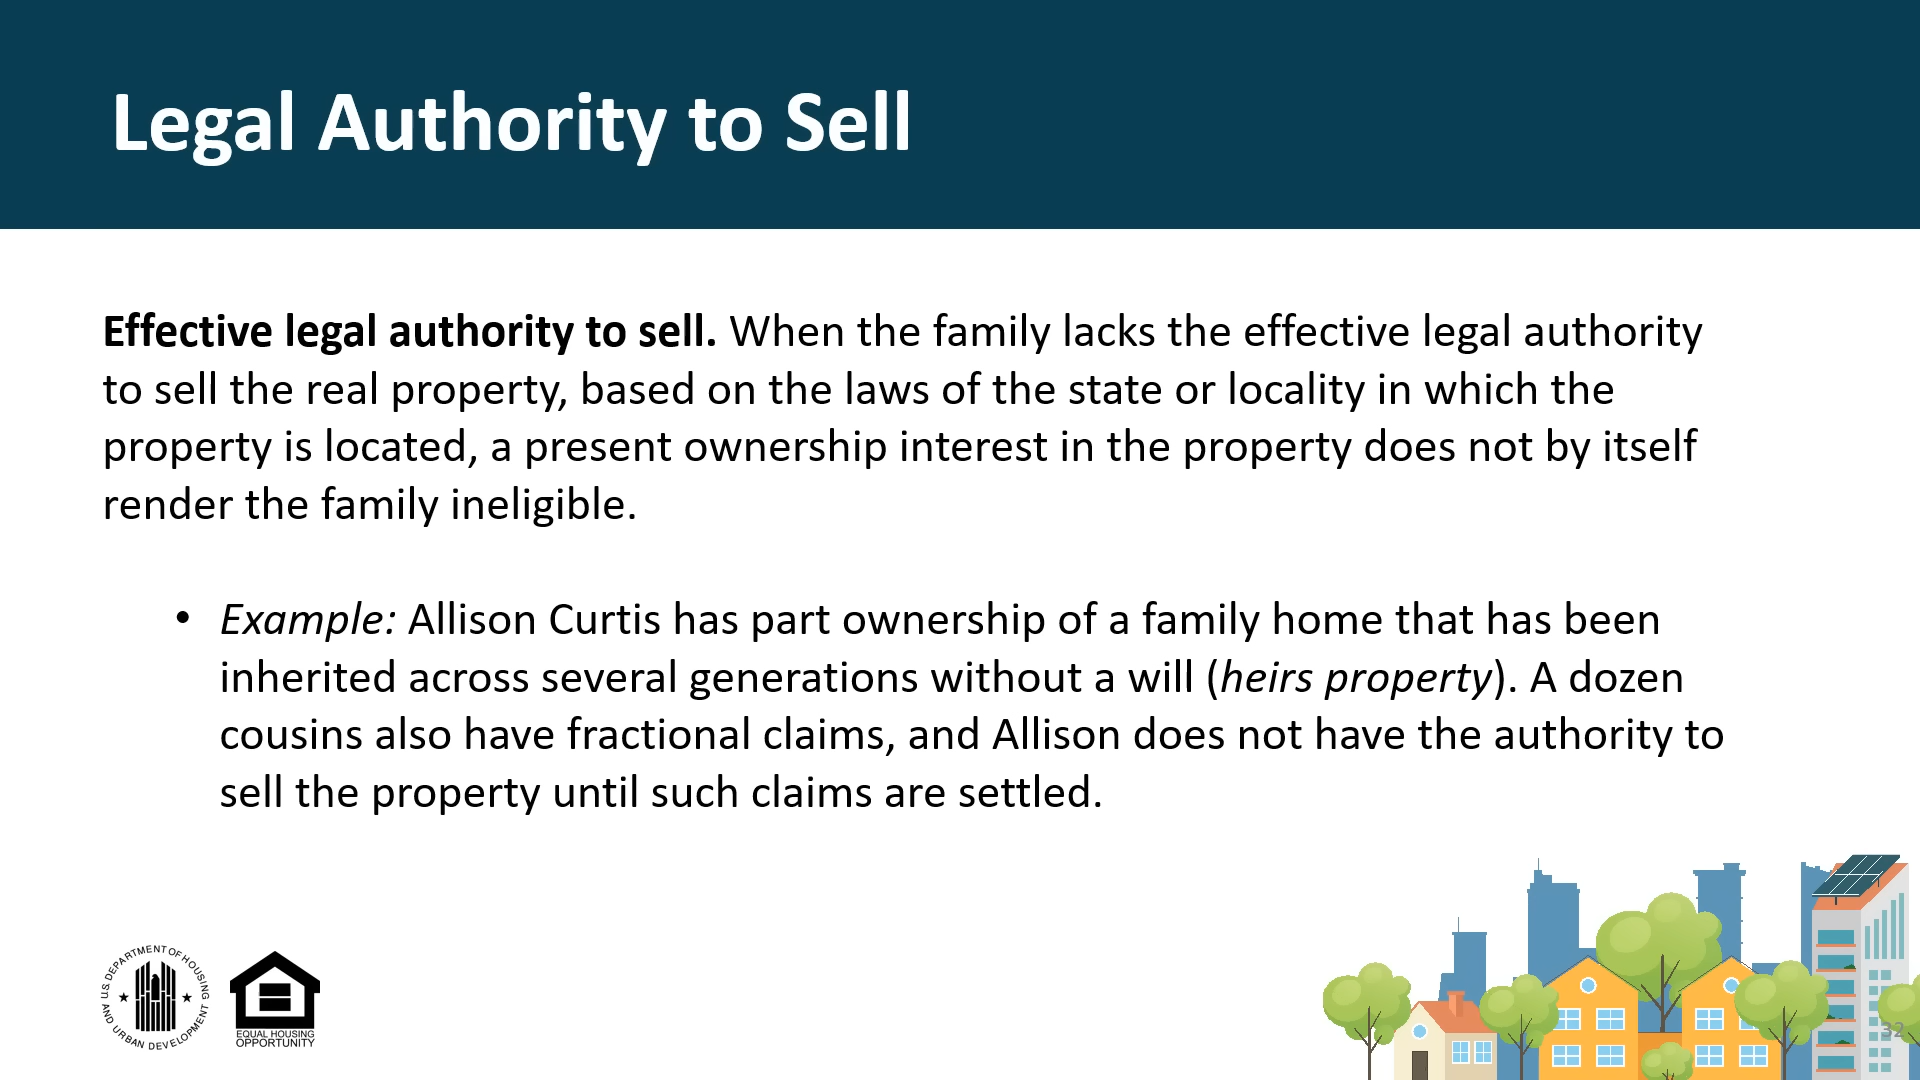 Legal Authority to Sell
Effective legal authority to sell. When the family lacks the effective legal authority
to sell the real property, based on the laws of the state or locality in which the
property is located, a present ownership interest in the property does not by itself
render the family ineligible.
• Example: Allison Curtis has part ownership of a family home that has been
inherited across several generations without a will (heirs property). A dozen
cousins also have fractional claims, and Allison does not have the authority to
sell the property until such claims are settled.
U.S. DEPARTMENT OF HOUSING
AND URBAN DEVELOPMENT
EQUAL HOUSING
OPPORTUNITY
32